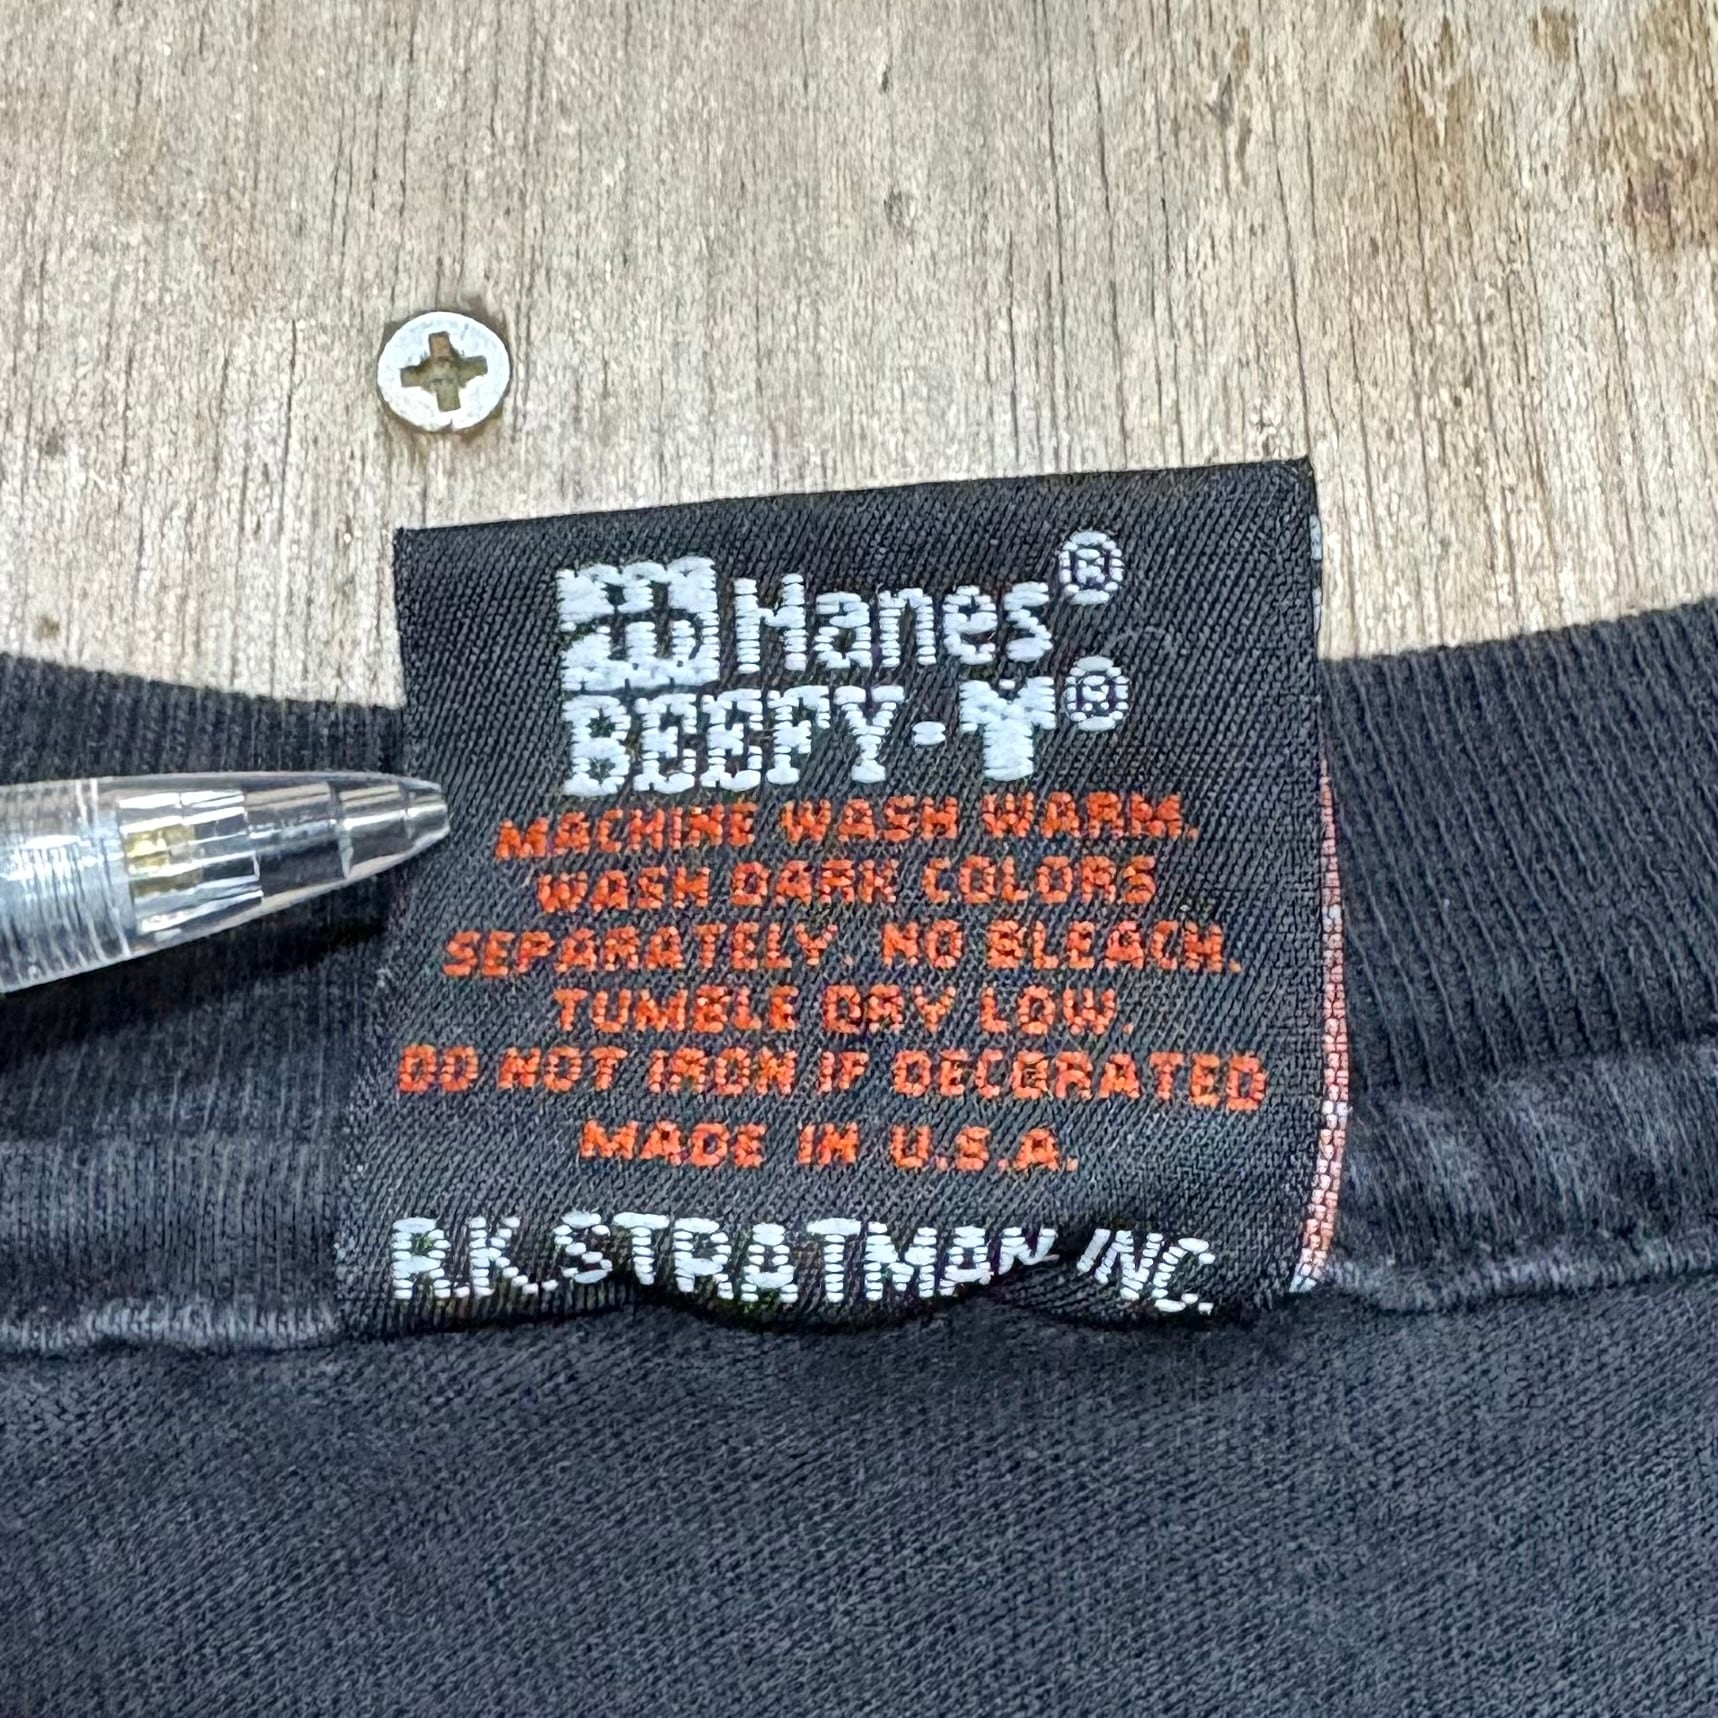 Hanes®
BEEFY-T®
MACHINE WASH WARM.
WASH DARK COLORS
SEPARATELY. NO BLEACH.
TUMBLE DRY LOW.
DO NOT IRON IF DECORATED
MADE IN U.S.A.
R.K. STRATMAN INC.